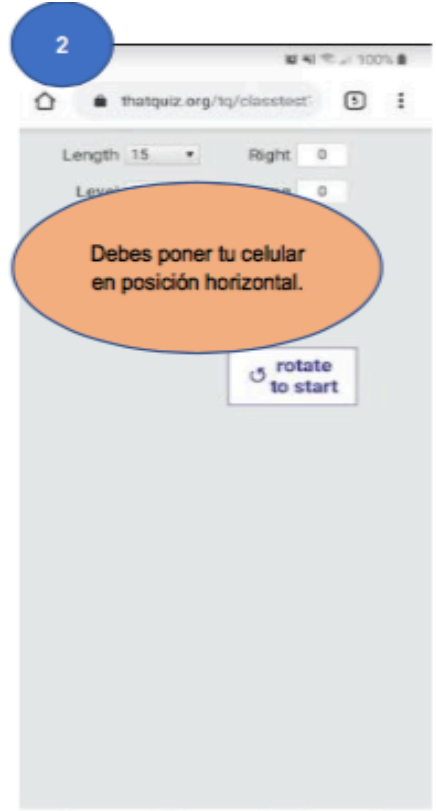 2
100%
thatquiz.org/tq/classtest
5
Length 15 Right 0
Level 0
Debes poner tu celular
en posición horizontal.
rotate
to start